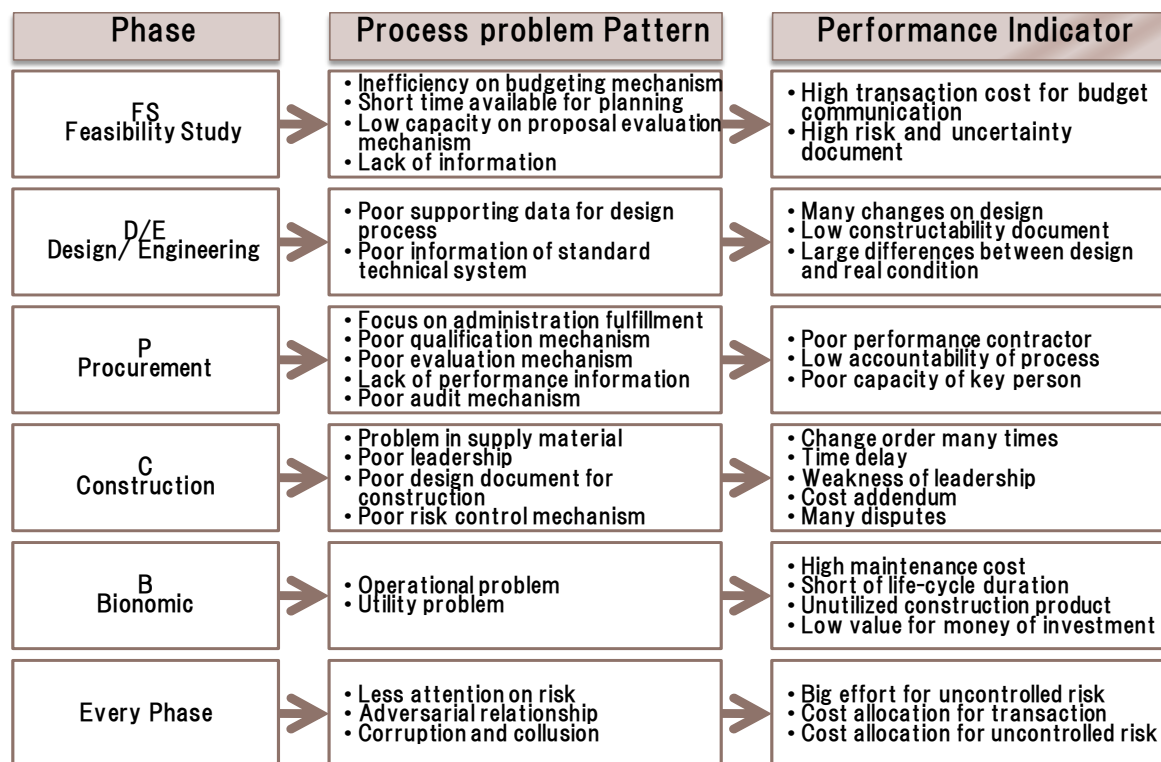 Phase
Process problem Pattern
Performance Indicator
FS
Feasibility Study
• Inefficiency on budgeting mechanism
• Short time available for planning
• Low capacity on proposal evaluation
mechanism
• Lack of information
• High transaction cost for budget
communication
• High risk and uncertainty
document
D/E
Design/ Engineering
• Poor supporting data for design
process
• Poor information of standard
technical system
• Many changes on design
• Low constructability document
• Large differences between design
and real condition
P
Procurement
• Focus on administration fulfillment
• Poor qualification mechanism
• Poor evaluation mechanism
• Lack of performance information
• Poor audit mechanism
• Poor performance contractor
• Low accountability of process
• Poor capacity of key person
C
Construction
• Problem in supply material
• Poor leadership
• Poor design document for
construction
• Poor risk control mechanism
• Change order many times
• Time delay
• Weakness of leadership
• Cost addendum
• Many disputes
B
Bionomic
• Operational problem
• Utility problem
• High maintenance cost
• Short of life-cycle duration
• Unutilized construction product
• Low value for money of investment
Every Phase
• Less attention on risk
• Adversarial relationship
• Corruption and collusion
• Big effort for uncontrolled risk
• Cost allocation for transaction
• Cost allocation for uncontrolled risk